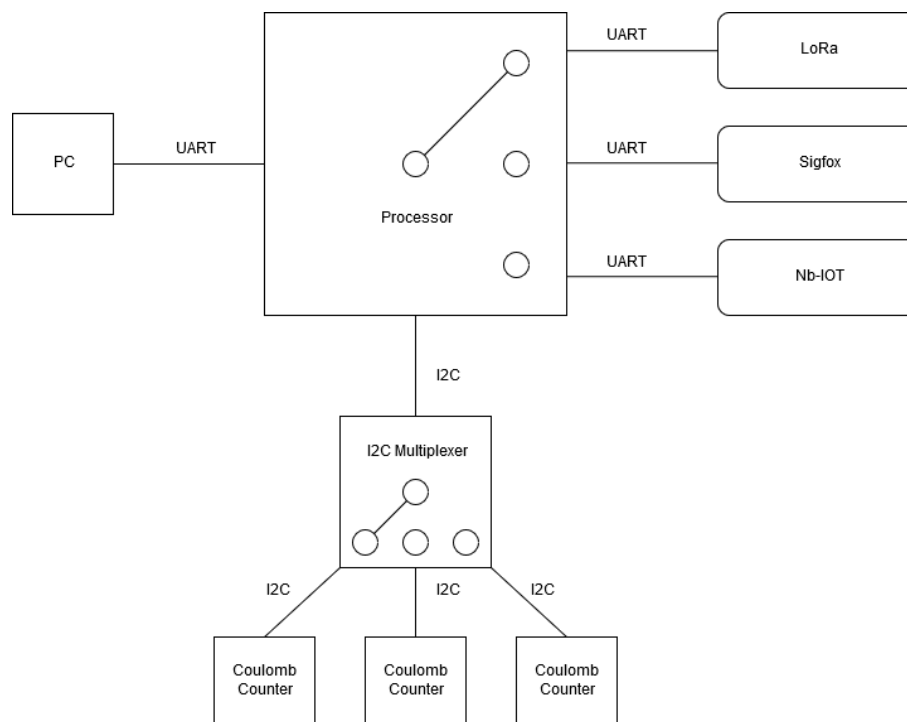 UART
LoRa
PC
UART
UART
Sigfox
Processor
UART
Nb-IOT
I2C
I2C Multiplexer
I2C
I2C
I2C
Coulomb
Counter
Coulomb
Counter
Coulomb
Counter